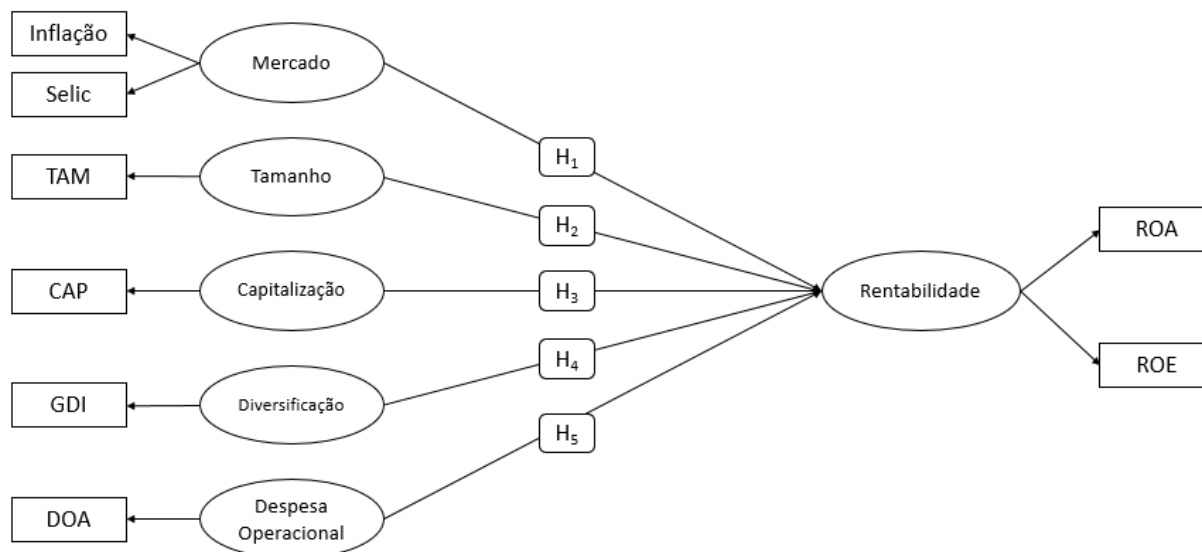 Inflação
Selic
Mercado
H₁
TAM
Tamanho
H₂
CAP
Capitalização
H₃
Rentabilidade
ROA
ROE
GDI
Diversificação
H₄
DOA
Despesa
Operacional
H₅